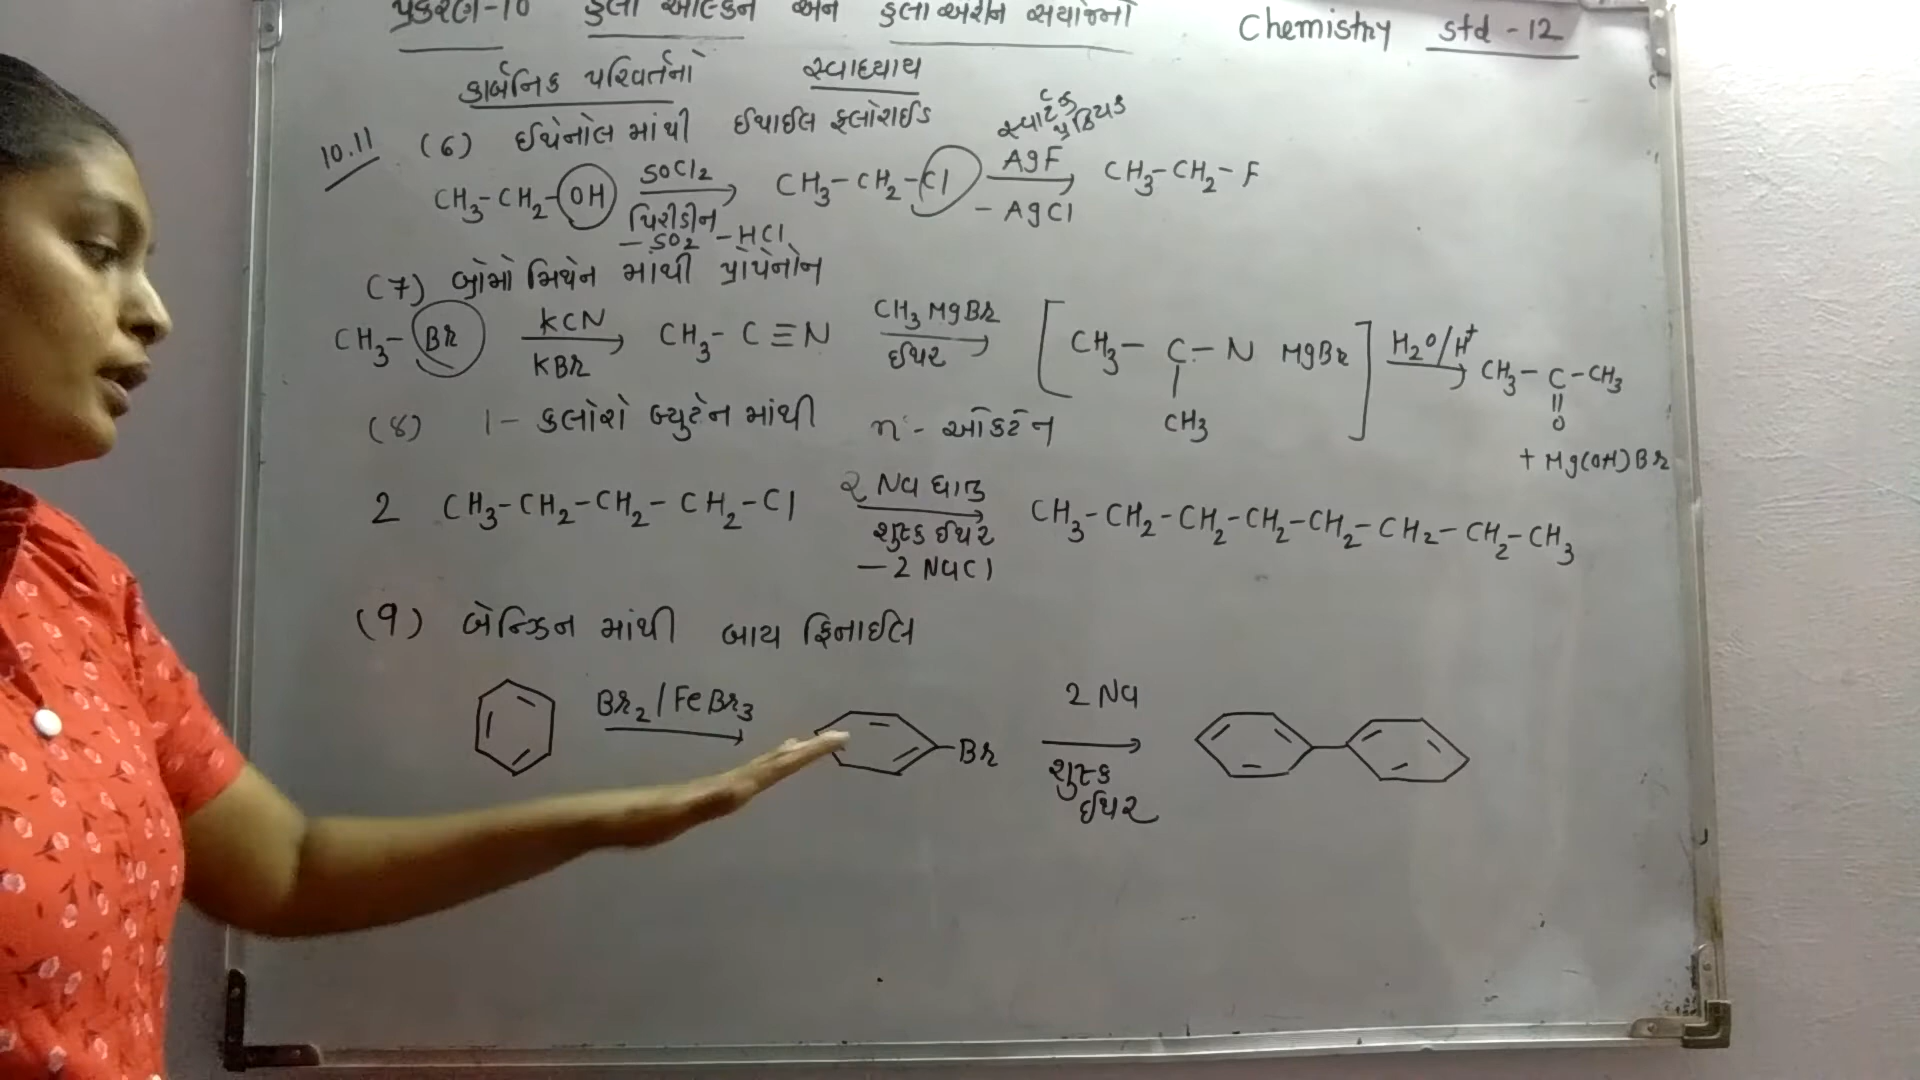 પ્રકરણ-10 હેલો આલ્કેન અને હેલો અરીન સંયોજનો Chemistry Std - 12
કાર્બનિક પરિવર્તનો સ્વાધ્યાય
10.11 (6) ઈથેનોલ માંથી ઈથાઈલ ફ્લોરાઈડ સ્વાર્ટ્ક પ્રક્રિયક
CH3-CH2-OH SOCl2 પિરીડીન -SO2 -HCl CH3-CH2-Cl AgF -AgCl CH3-CH2-F
(7) બ્રોમો મિથેન માંથી પ્રોપેનોન
CH3-Br KCN KBr CH3-C≡N CH3MgBr ઈથર [CH3-C-N MgBr] H2O/H+ CH3-C-CH3
CH3 O
+ Mg(OH)Br
(8) 1- ક્લોરો બ્યુટેન માંથી n - ઓક્ટેન
2 CH3-CH2-CH2-CH2-Cl 2 Na ધાતુ શુષ્ક ઈથર -2 NaCl CH3-CH2-CH2-CH2-CH2-CH2-CH2-CH3
(9) બેન્ઝિન માંથી બાય ફિનાઈલ
Br2/FeBr3 Br 2 Na
શુષ્ક
ઈથર